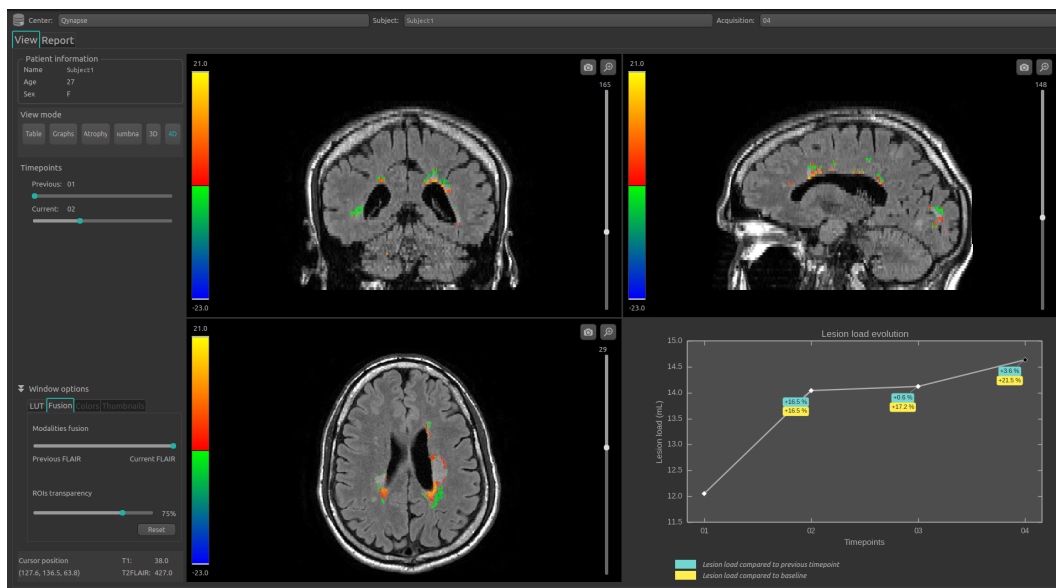 Center: Qynapse Subject: Subject1 Acquisition: 04
View Report
Patient information
Name Subject1
Age 27
Sex F
View mode
Table Graphs Atrophy umbna 3D 4D
Timepoints
Previous: 01
Current: 02
Window options
LUT Fusion Colors Thumbnails
Modalities fusion
Previous FLAIR Current FLAIR
ROIs transparency
75%
Reset
Cursor position T1: 38.0
(127.6, 136.5, 63.8) T2FLAIR: 427.0
21.0
165
-23.0
21.0
148
-23.0
21.0
29
-23.0
Lesion load evolution
15.0
14.5
14.0
13.5
13.0
12.5
12.0
11.5
Lesion load (mL)
+16.5 %
+16.5 %
+0.6 %
+17.2 %
+3.6 %
+21.5 %
01 02 03 04
Timepoints
Lesion load compared to previous timepoint
Lesion load compared to baseline